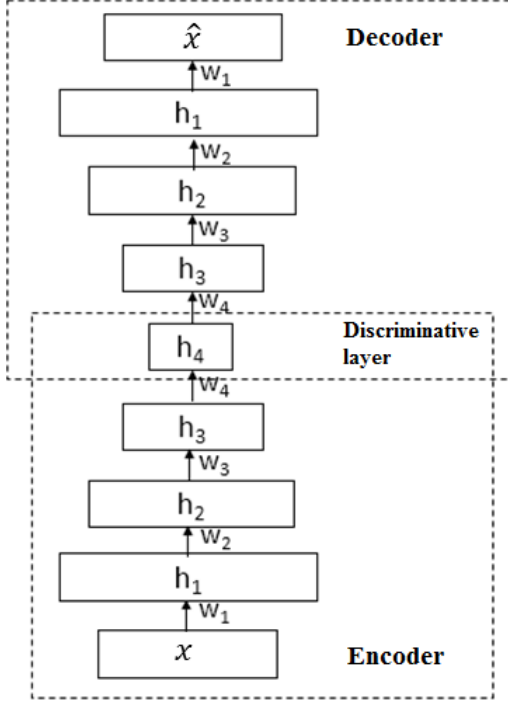 x̂
Decoder
w₁
h₁
w₂
h₂
w₃
h₃
w₄
Discriminative
layer
h₄
w₄
h₃
w₃
h₂
w₂
h₁
w₁
x
Encoder